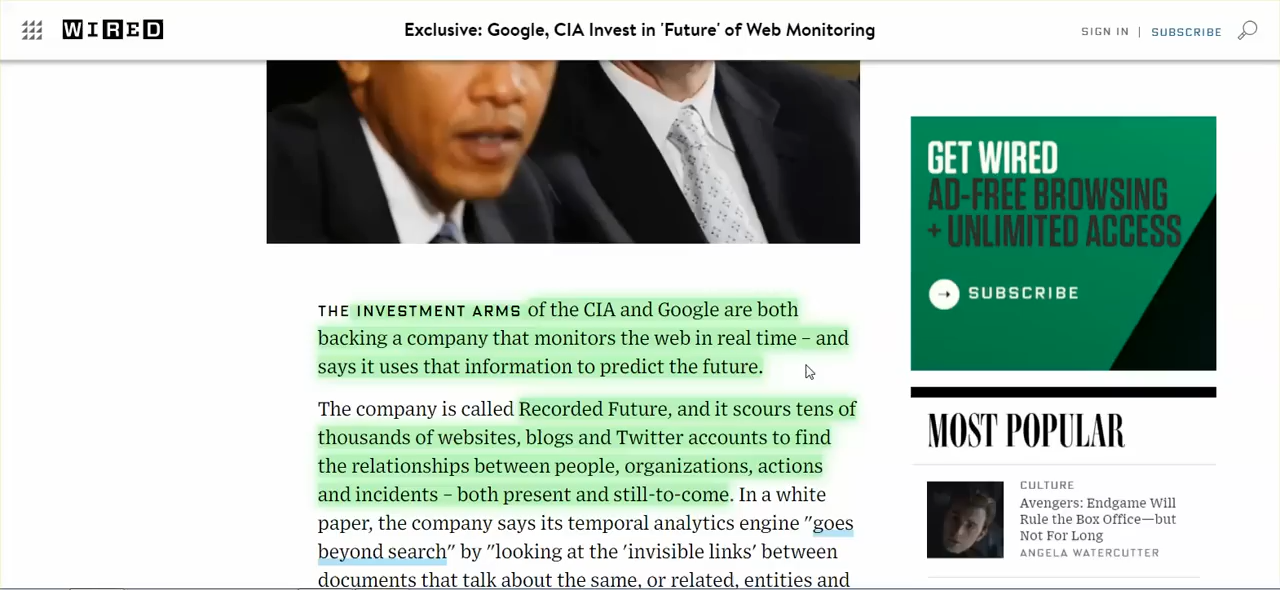 WIRED
Exclusive: Google, CIA Invest in 'Future' of Web Monitoring
SIGN IN | SUBSCRIBE
THE INVESTMENT ARMS of the CIA and Google are both
backing a company that monitors the web in real time – and
says it uses that information to predict the future.
The company is called Recorded Future, and it scours tens of
thousands of websites, blogs and Twitter accounts to find
the relationships between people, organizations, actions
and incidents – both present and still-to-come. In a white
paper, the company says its temporal analytics engine "goes
beyond search" by "looking at the 'invisible links' between
documents that talk about the same, or related, entities and
GET WIRED
AD-FREE BROWSING
+ UNLIMITED ACCESS
SUBSCRIBE
MOST POPULAR
CULTURE
Avengers: Endgame Will
Rule the Box Office—but
Not For Long
ANGELA WATERCUTTER